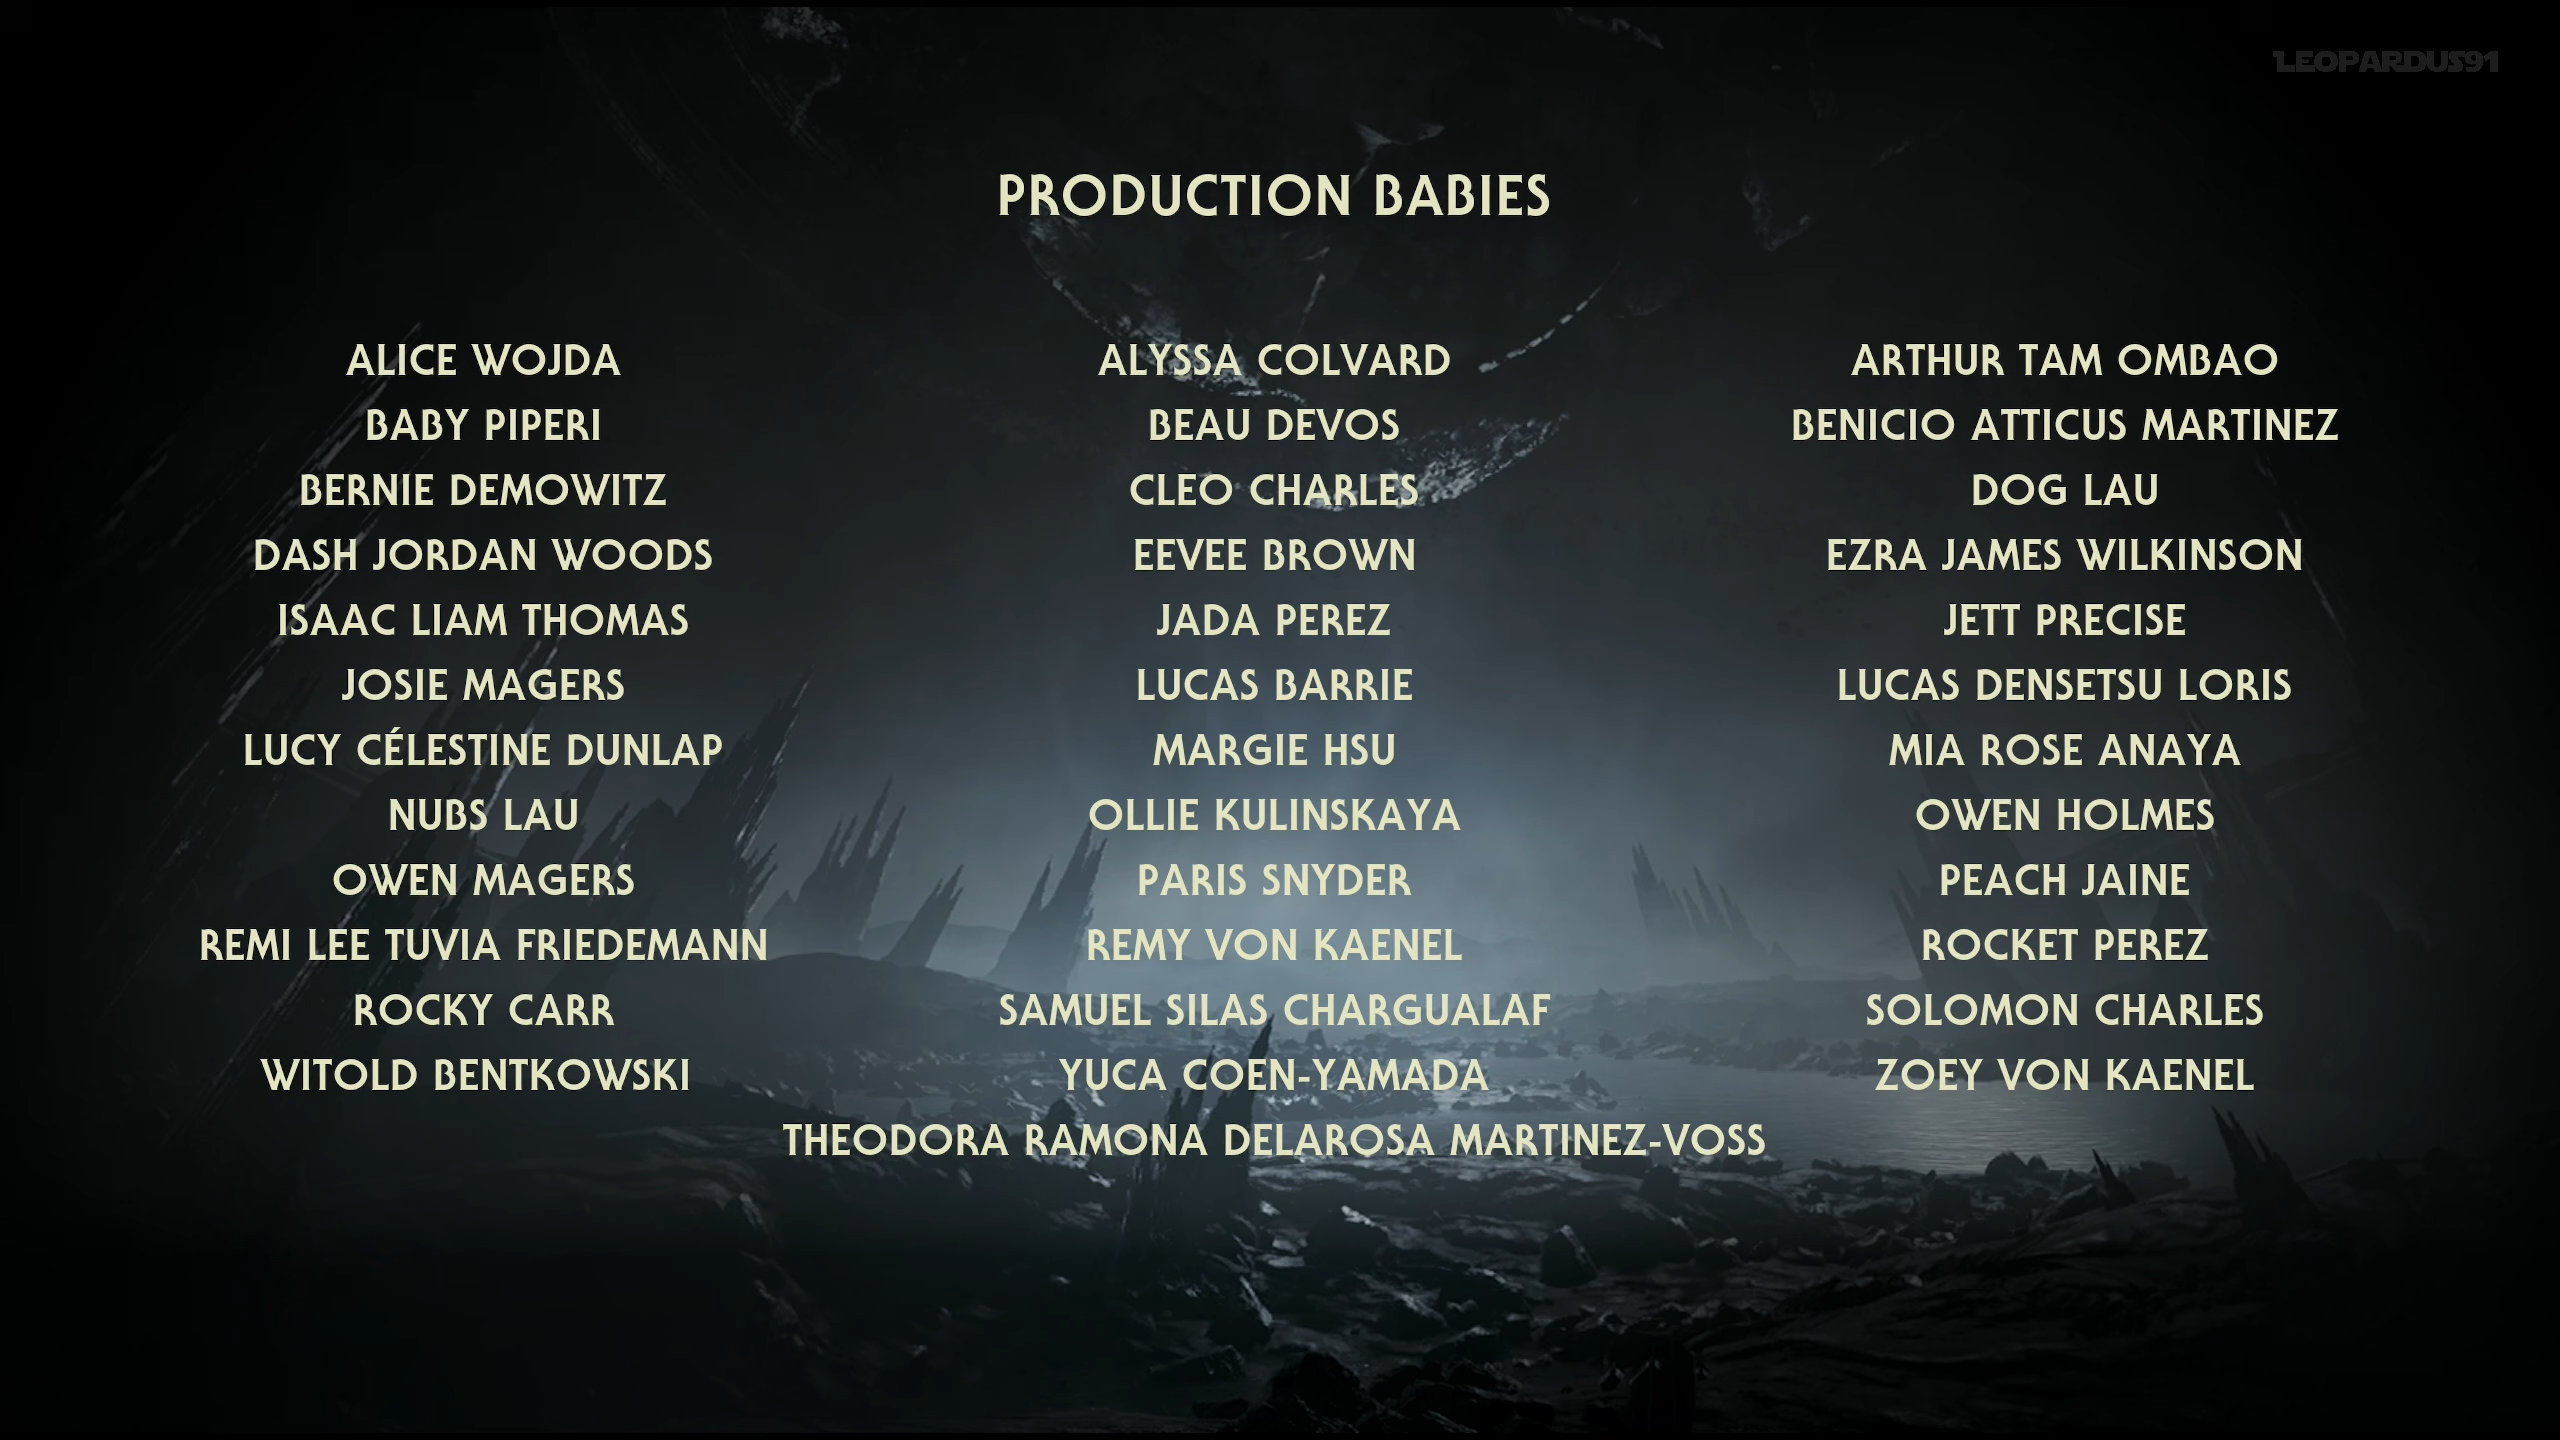 LEOPARDUS91
PRODUCTION BABIES
ALICE WOJDA ALYSSA COLVARD ARTHUR TAM OMBAO
BABY PIPERI BEAU DEVOS BENICIO ATTICUS MARTINEZ
BERNIE DEMOWITZ CLEO CHARLES DOG LAU
DASH JORDAN WOODS EEVEE BROWN EZRA JAMES WILKINSON
ISAAC LIAM THOMAS JADA PEREZ JETT PRECISE
JOSIE MAGERS LUCAS BARRIE LUCAS DENSETSU LORIS
LUCY CÉLESTINE DUNLAP MARGIE HSU MIA ROSE ANAYA
NUBS LAU OLLIE KULINSKAYA OWEN HOLMES
OWEN MAGERS PARIS SNYDER PEACH JAINE
REMI LEE TUVIA FRIEDEMANN REMY VON KAENEL ROCKET PEREZ
ROCKY CARR SAMUEL SILAS CHARGUALAF SOLOMON CHARLES
WITOLD BENTKOWSKI YUCA COEN-YAMADA ZOEY VON KAENEL
THEODORA RAMONA DELAROSA MARTINEZ-VOSS